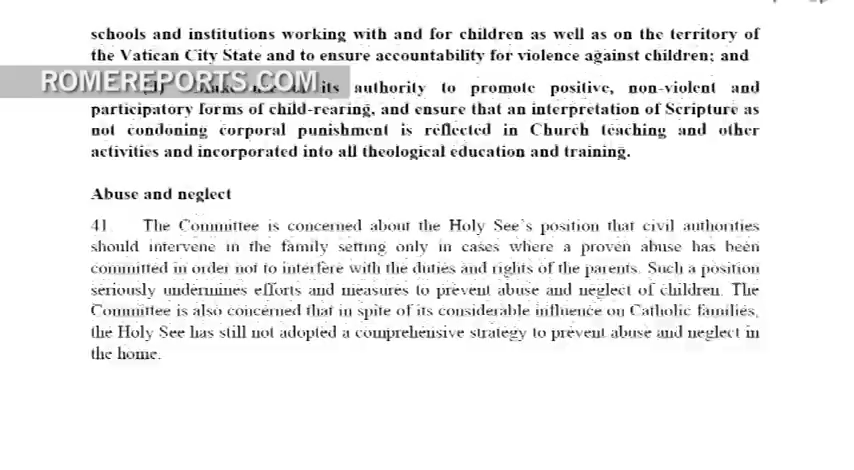 schools and institutions working with and for children as well as on the territory of
the Vatican City State and to ensure accountability for violence against children; and
ROMEREPORTS.COM
its authority to promote positive, non-violent and
participatory forms of child-rearing, and ensure that an interpretation of Scripture as
not condoning corporal punishment is reflected in Church teaching and other
activities and incorporated into all theological education and training.
Abuse and neglect
41. The Committee is concerned about the Holy See's position that civil authorities
should intervene in the family setting only in cases where a proven abuse has been
committed in order not to interfere with the duties and rights of the parents. Such a position
seriously undermines efforts and measures to prevent abuse and neglect of children. The
Committee is also concerned that in spite of its considerable influence on Catholic families,
the Holy See has still not adopted a comprehensive strategy to prevent abuse and neglect in
the home.